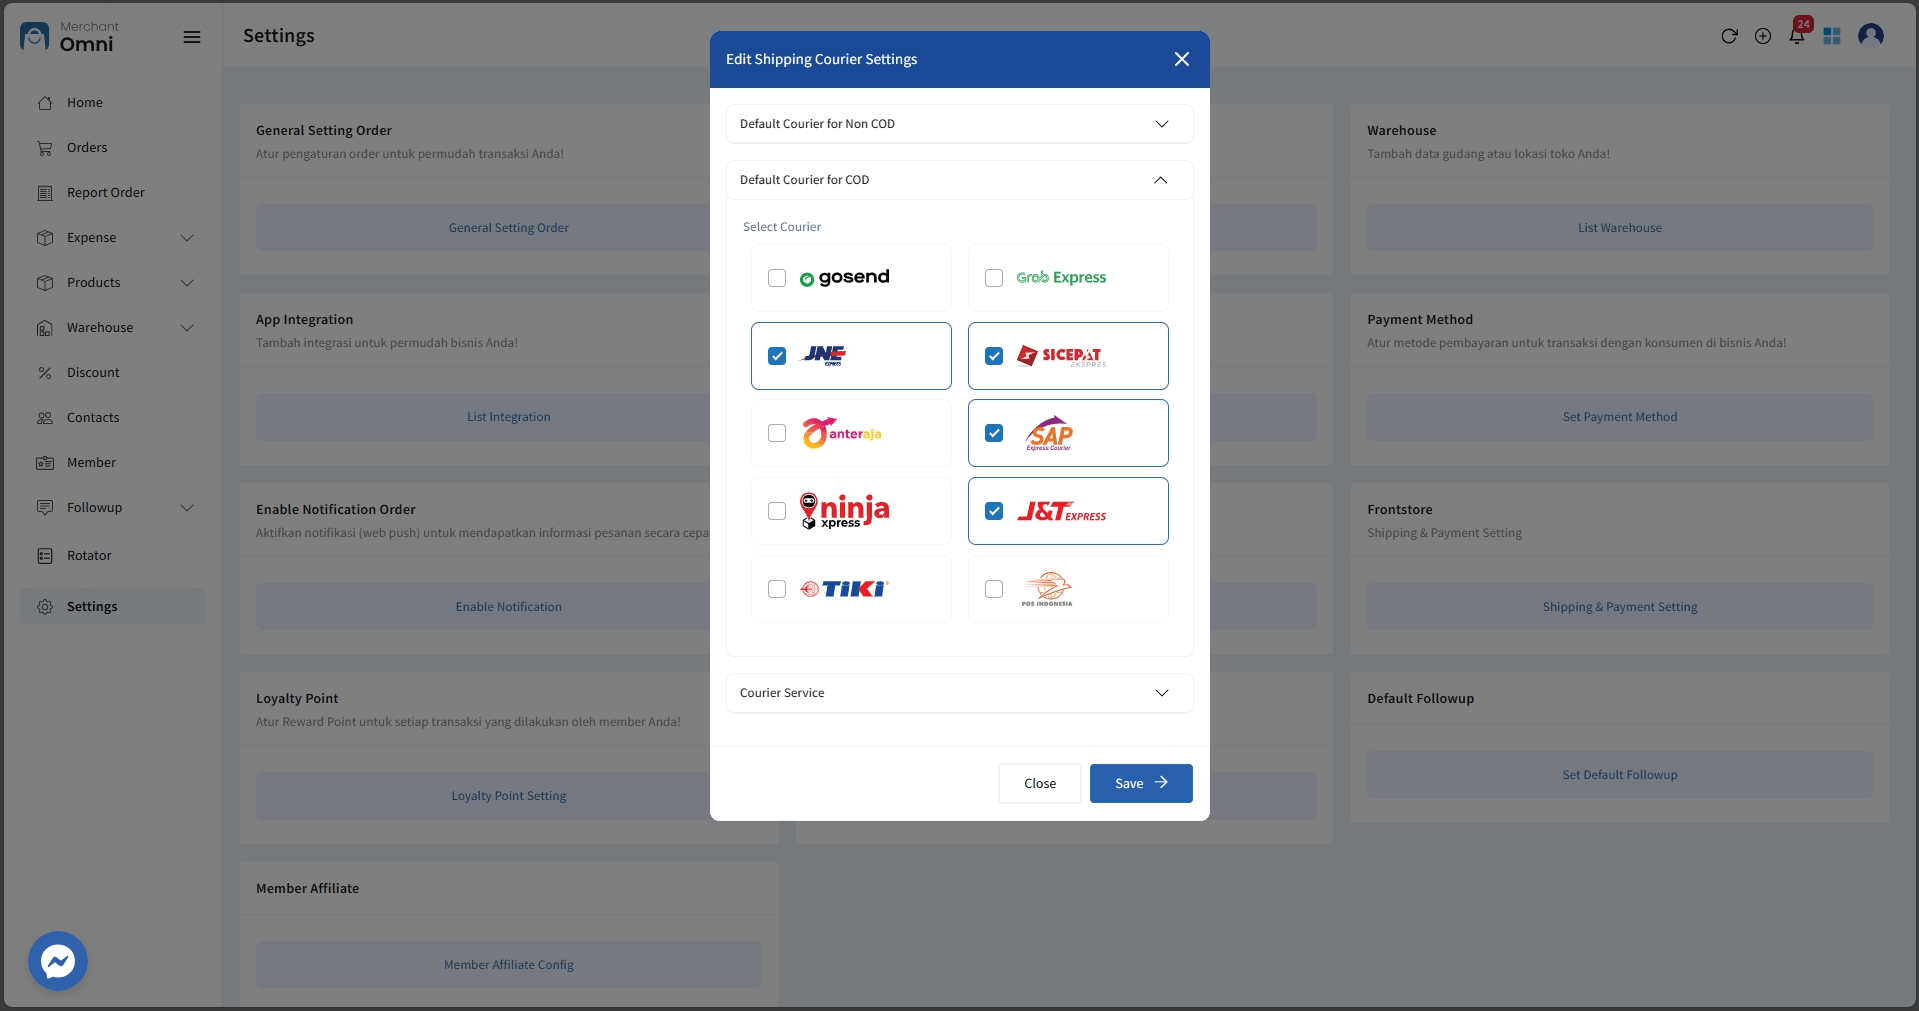 Merchant
Omni
Settings
24
Home
Orders
Report Order
Expense
Products
Warehouse
Discount
Contacts
Member
Followup
Rotator
Settings
General Setting Order
Atur pengaturan order untuk permudah transaksi Anda!
General Setting Order
App Integration
Tambah integrasi untuk permudah bisnis Anda!
List Integration
Enable Notification Order
Aktifkan notifikasi (web push) untuk mendapatkan informasi pesanan secara cepa
Enable Notification
Loyalty Point
Atur Reward Point untuk setiap transaksi yang dilakukan oleh member Anda!
Loyalty Point Setting
Member Affiliate
Member Affiliate Config
Edit Shipping Courier Settings
Default Courier for Non COD
Default Courier for COD
Select Courier
gosend
Grab Express
JNE
EXPRESS
SICEPAT
EKSPRES
anteraja
SAP
Express Courier
ninja
xpress
J&T EXPRESS
TIKI
POS INDONESIA
Courier Service
Close
Save
Warehouse
Tambah data gudang atau lokasi toko Anda!
List Warehouse
Payment Method
Atur metode pembayaran untuk transaksi dengan konsumen di bisnis Anda!
Set Payment Method
Frontstore
Shipping & Payment Setting
Shipping & Payment Setting
Default Followup
Set Default Followup